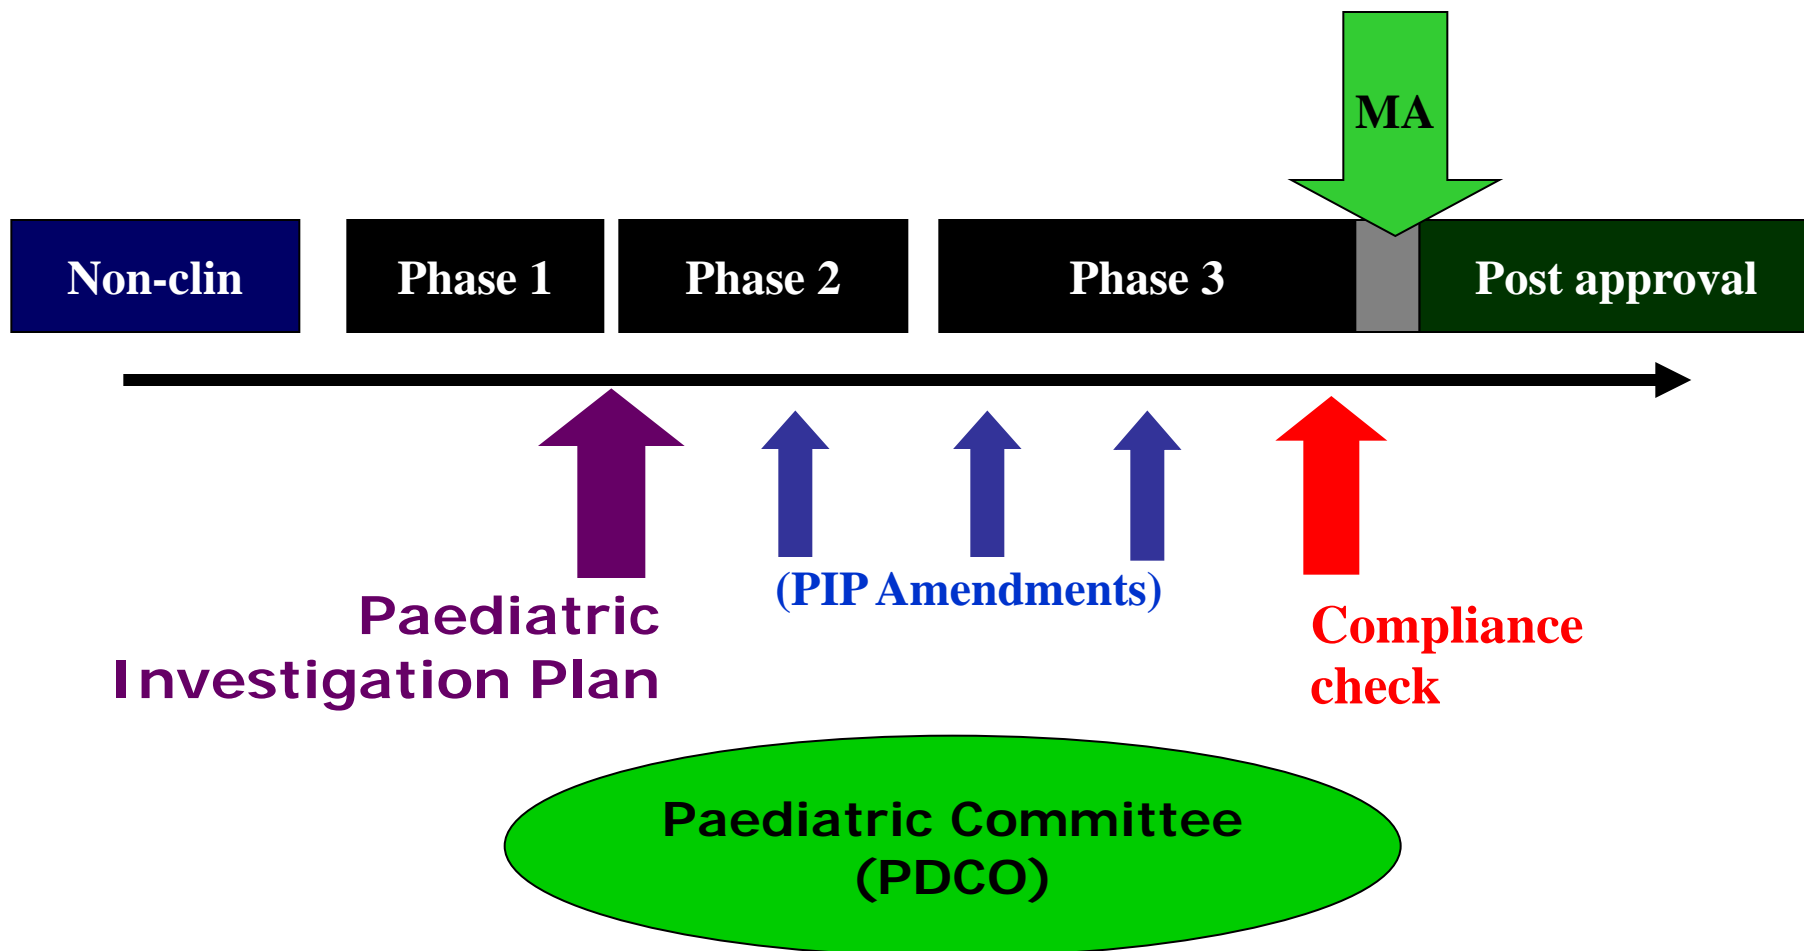 MA
Non-clin
Phase 1
Phase 2
Phase 3
Post approval
(PIP Amendments)
Paediatric
Investigation Plan
Compliance
check
Paediatric Committee
(PDCO)